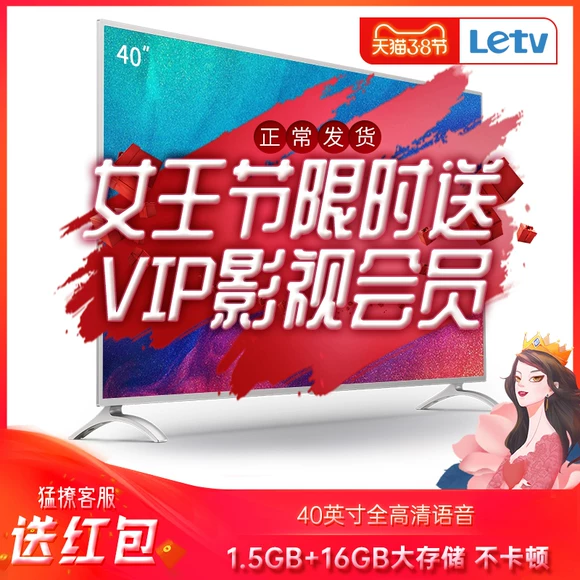 天猫3.8节 Letv
40"
正常发货
女王节限时送
VIP影视会员
猛撩客服
送红包
40英寸全高清语音
1.5GB+16GB大存储 不卡顿